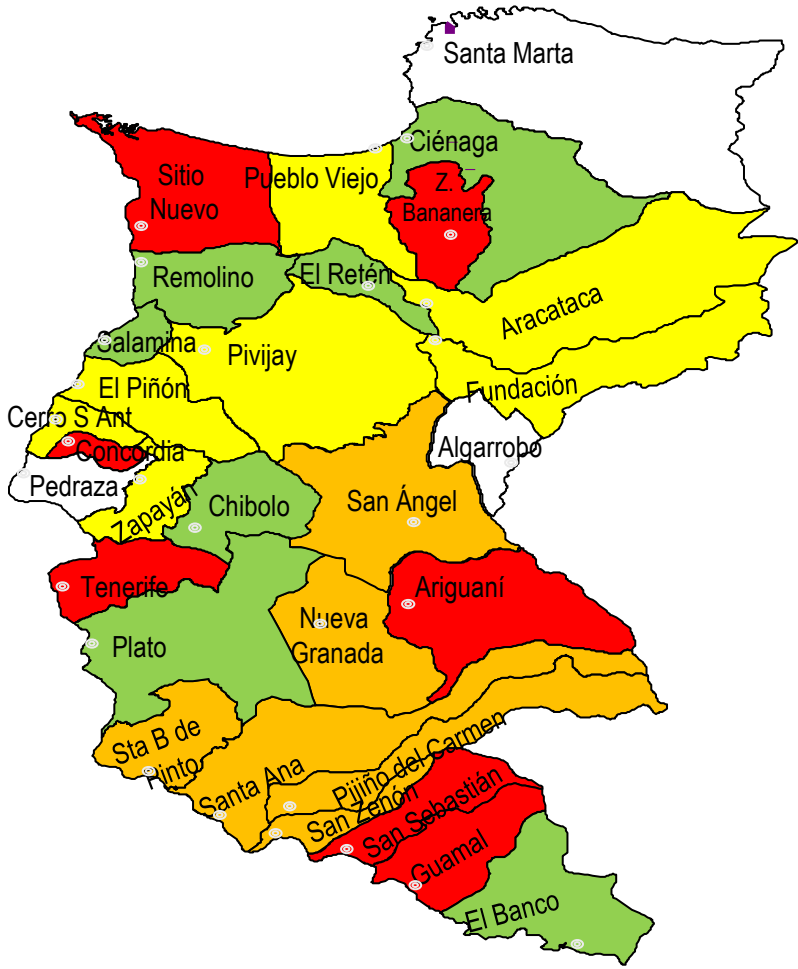 Santa Marta
Ciénaga
Sitio
Nuevo
Pueblo Viejo
Z.
Bananera
Remolino
El Retén
Aracataca
Salamina
Pivijay
El Piñón
Fundación
Cerro S Ant
Concordia
Algarrobo
Pedraza
Zapayán
Chibolo
San Ángel
Tenerife
Ariguaní
Nueva
Granada
Plato
Sta B de
Pinto
Santa Ana
Pijiño del Carmen
San Zenón
San Sebastián
Guamal
El Banco